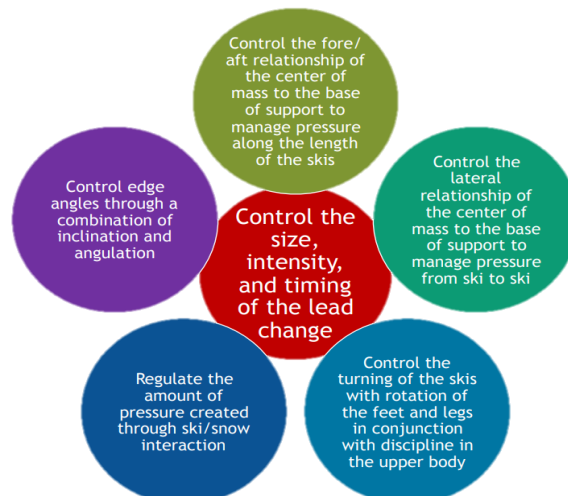 Control the fore/
aft relationship of
the center of
mass to the base
of support to
manage pressure
along the length
of the skis
Control edge
angles through a
combination of
inclination and
angulation
Control the
lateral
relationship of
the center of
mass to the base
of support to
manage pressure
from ski to ski
Control the
size,
intensity,
and timing
of the lead
change
Regulate the
amount of
pressure created
through ski/snow
interaction
Control the
turning of the skis
with rotation of
the feet and legs
in conjunction
with discipline in
the upper body